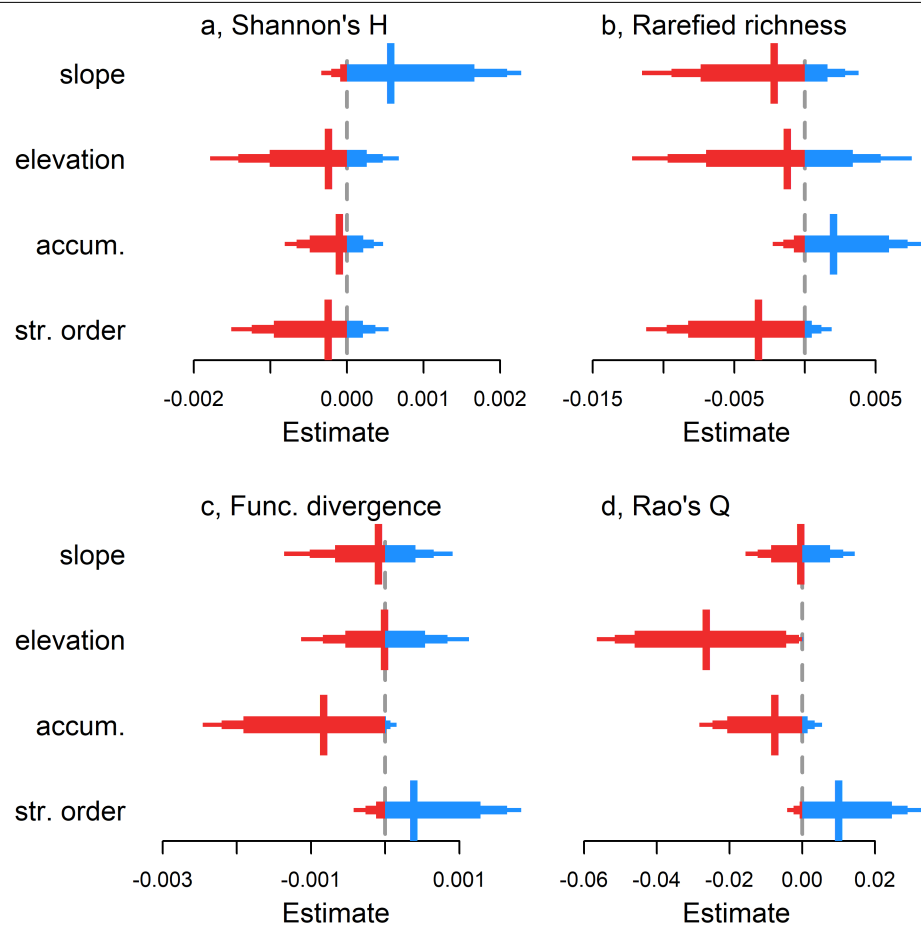 a, Shannon's H
b, Rarefied richness
slope
elevation
accum.
str. order
-0.002 0.000 0.001 0.002
-0.015 -0.005 0.005
Estimate
Estimate
c, Func. divergence
d, Rao's Q
slope
elevation
accum.
str. order
-0.003 -0.001 0.001
-0.06 -0.04 -0.02 0.00 0.02
Estimate
Estimate